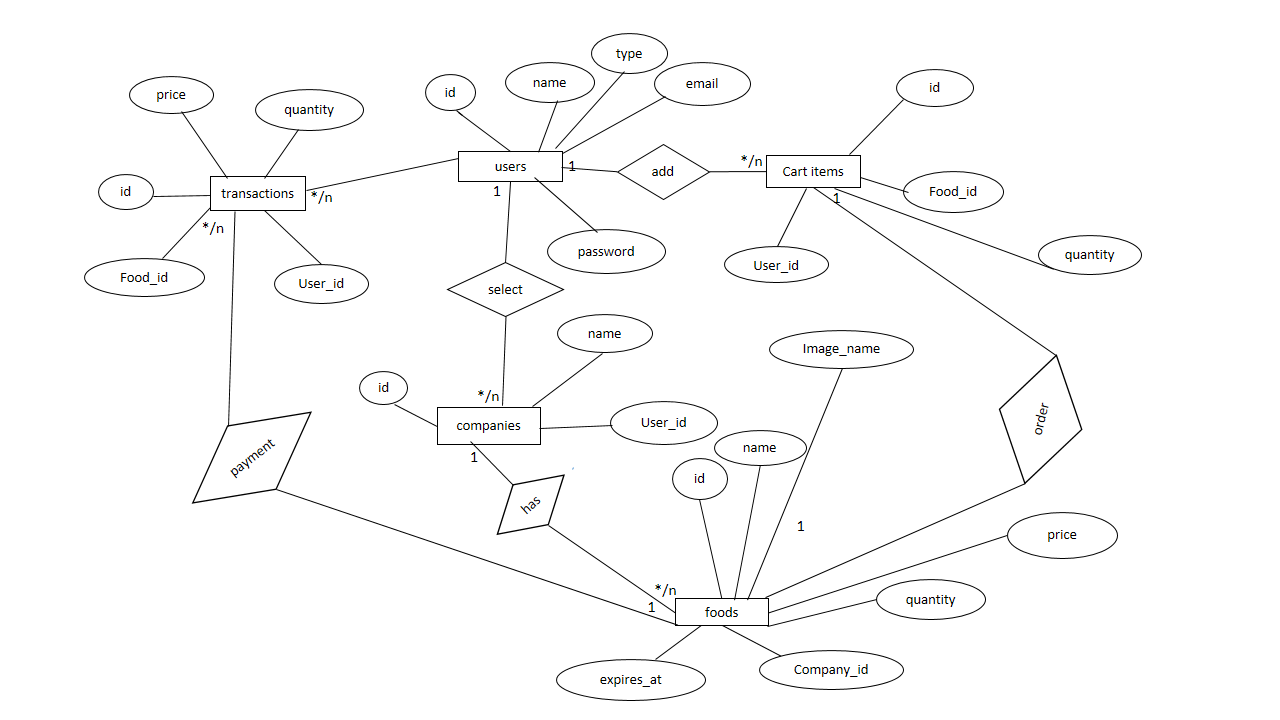 type
name
email
id
id
price
quantity
users
1
add
*/n
Cart items
id
transactions
*/n
1
Food_id
1
*/n
password
User_id
quantity
Food_id
User_id
select
name
Image_name
id
*/n
companies
User_id
order
1
payment
name
id
has
1
price
*/n
1
foods
quantity
expires_at
Company_id